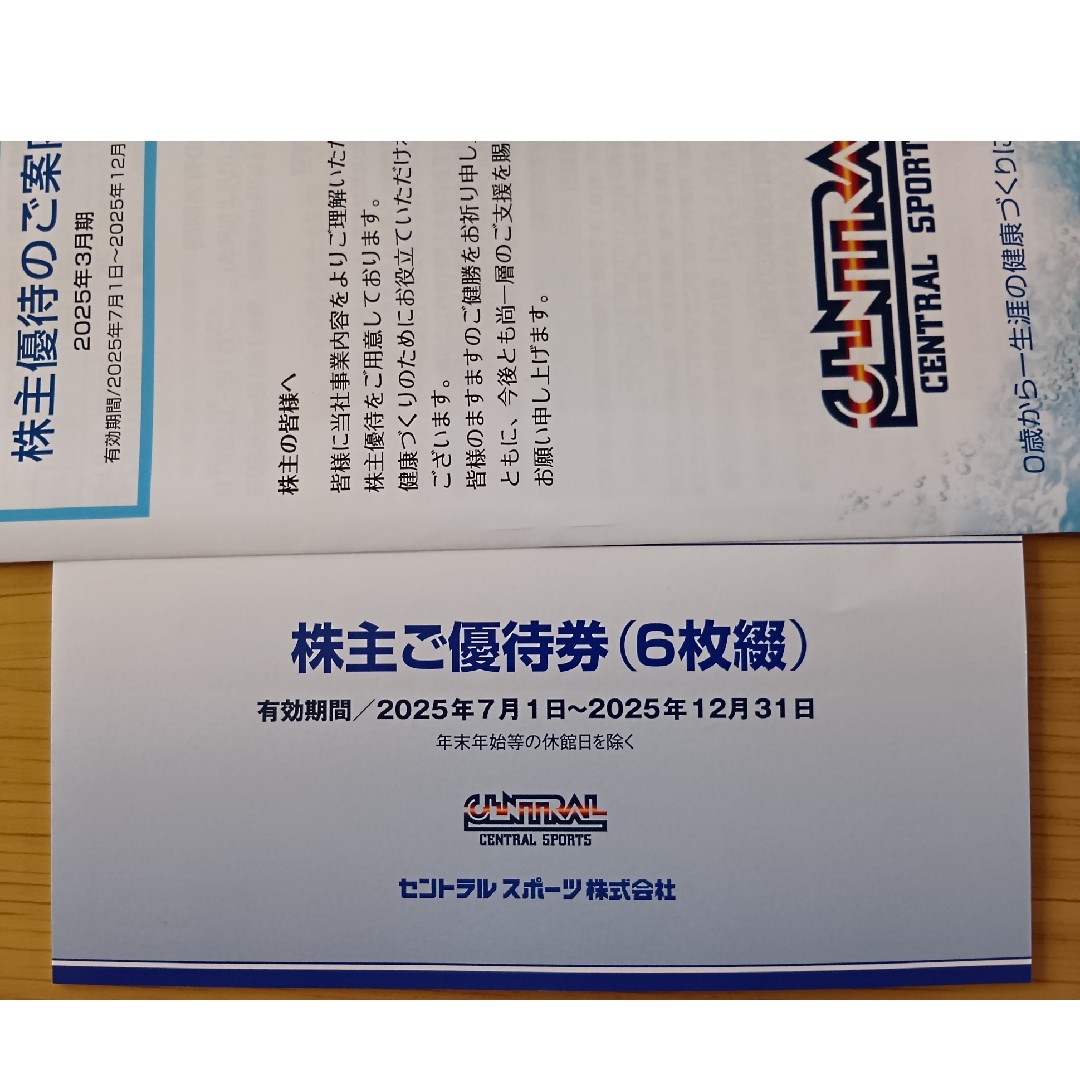 株主優待のご案内
2025年3月期
有効期間/2025年7月1日～2025年12月
株主の皆様へ
皆様に当社事業内容をよりご理解いただ
株主優待をご用意しております。
健康づくりのためにお役立ていただけれ
ございます。
皆様のますますのご健勝をお祈り申し
ともに、今後とも尚一層のご支援を賜
お願い申し上げます。
CENTRA
CENTRAL SPORT
0歳から一生涯の健康づくりに
株主ご優待券(6枚綴)
有効期間／2025年7月1日～2025年12月31日
年末年始等の休館日を除く
CENTRAL
CENTRAL SPORTS
セントラルスポーツ株式会社